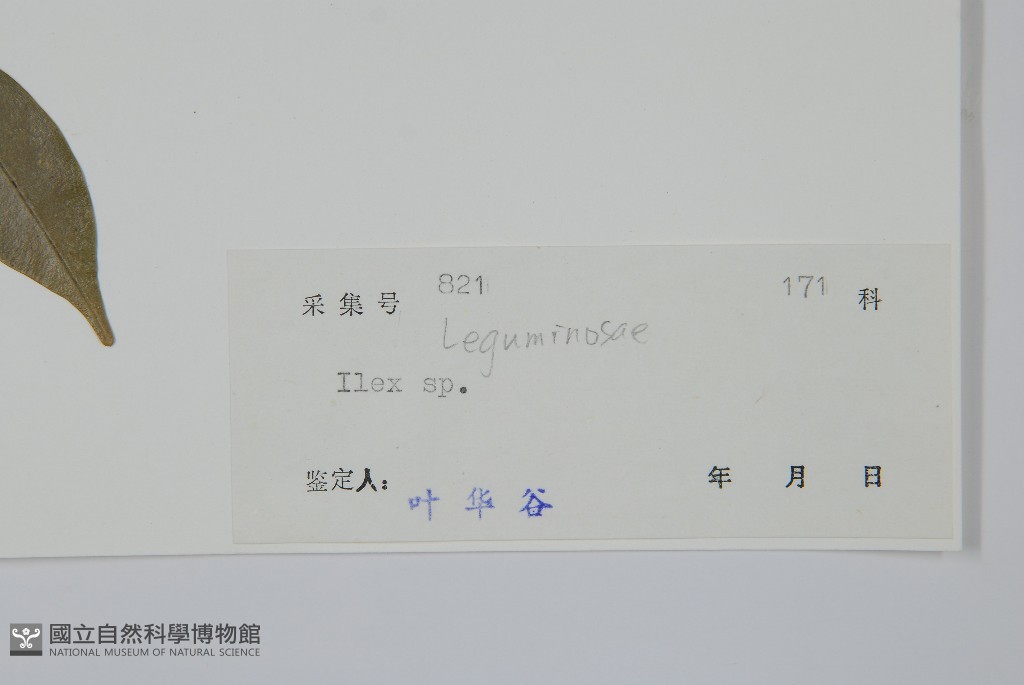 采集号 821 171 科
Leguminosae
Ilex sp.
鉴定人: 叶华谷 年 月 日
國立自然科學博物館
NATIONAL MUSEUM OF NATURAL SCIENCE